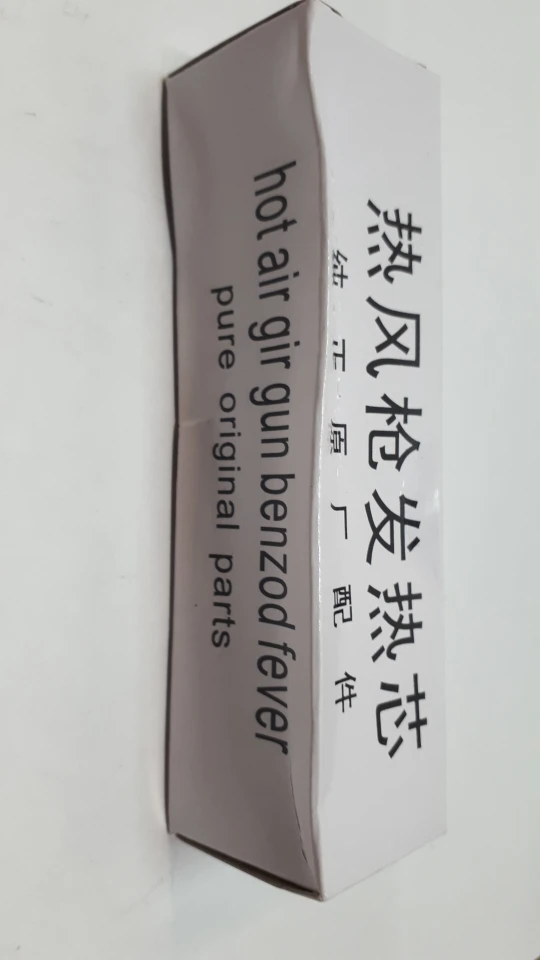 热风枪发热芯
纯正原厂配件
hot air gir gun benzod fever
pure original parts